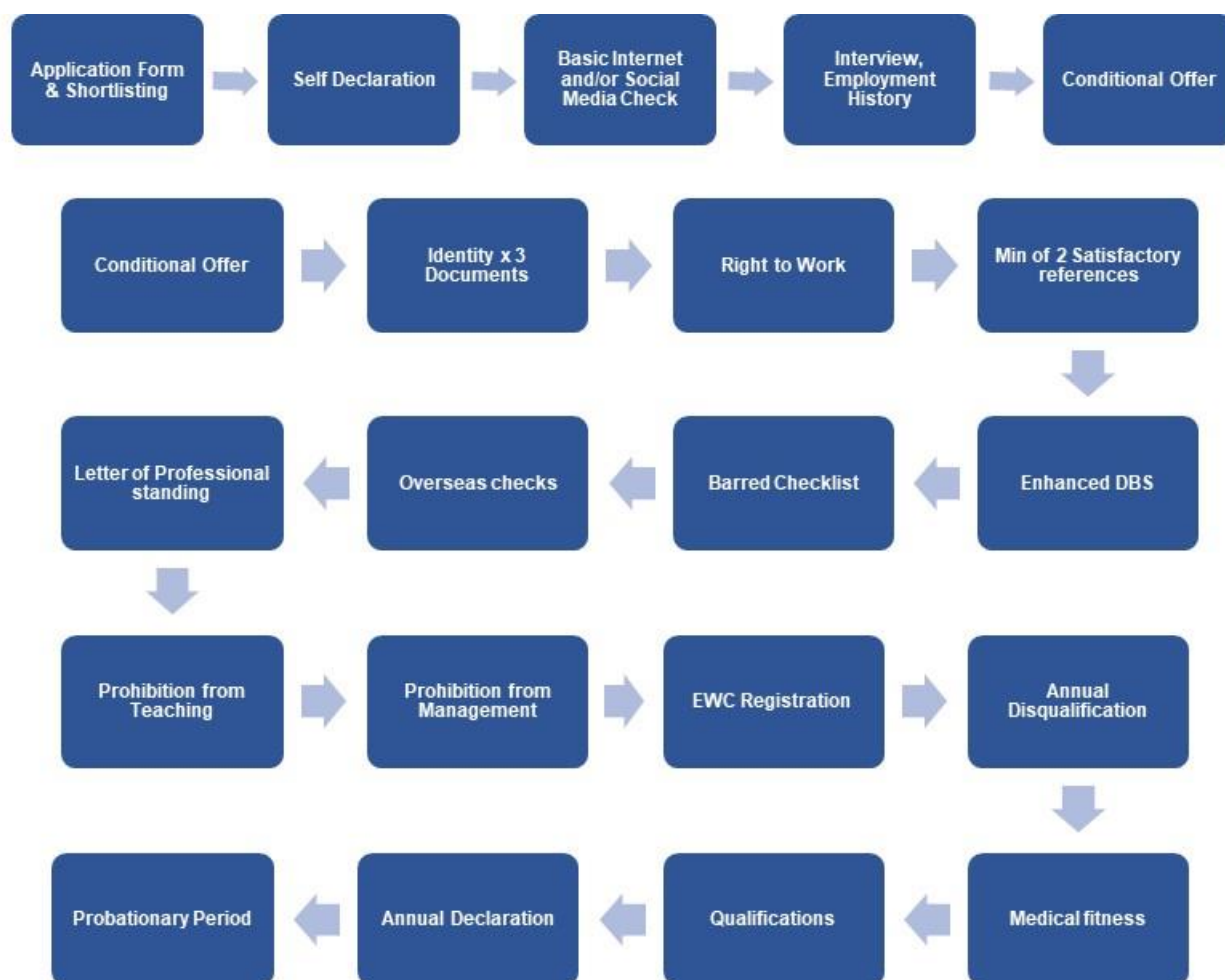 Application Form
& Shortlisting
Self Declaration
Basic Internet
and/or Social
Media Check
Interview,
Employment
History
Conditional Offer
Conditional Offer
Identity x 3
Documents
Right to Work
Min of 2 Satisfactory
references
Enhanced DBS
Barred Checklist
Overseas checks
Letter of Professional
standing
Prohibition from
Teaching
Prohibition from
Management
EWC Registration
Annual
Disqualification
Medical fitness
Qualifications
Annual Declaration
Probationary Period